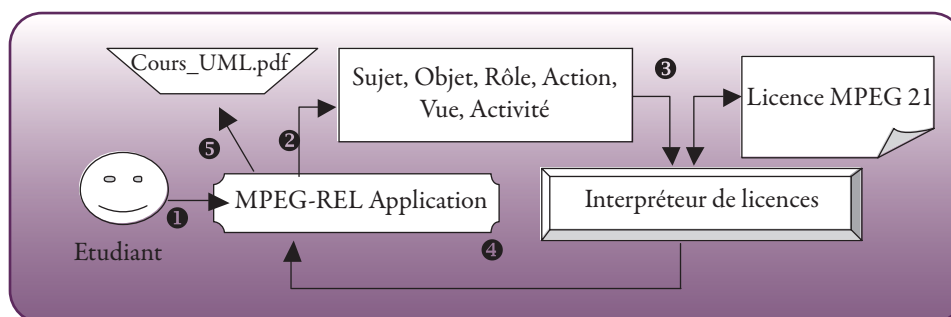 Cours_UML.pdf
Sujet, Objet, Rôle, Action,
Vue, Activité
❸
Licence MPEG 21
❺
❷
MPEG-REL Application
Interpréteur de licences
❶
Etudiant
❹